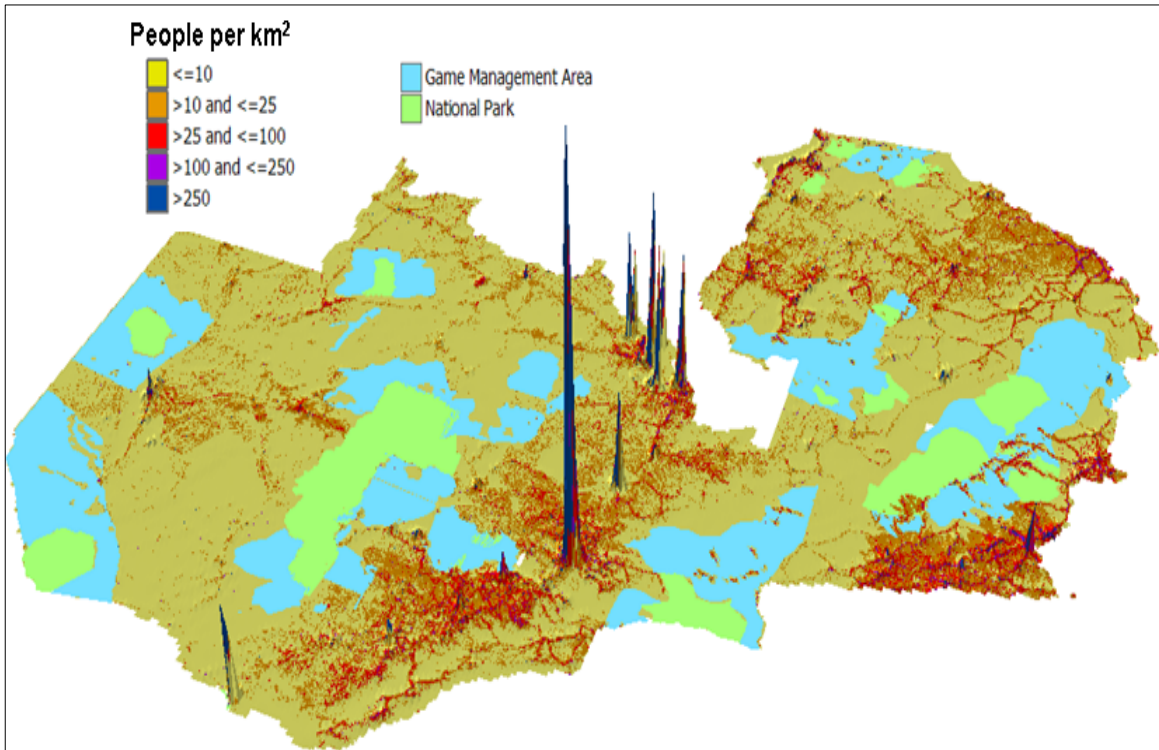 People per km²
<=10
>10 and <=25
>25 and <=100
>100 and <=250
>250
Game Management Area
National Park